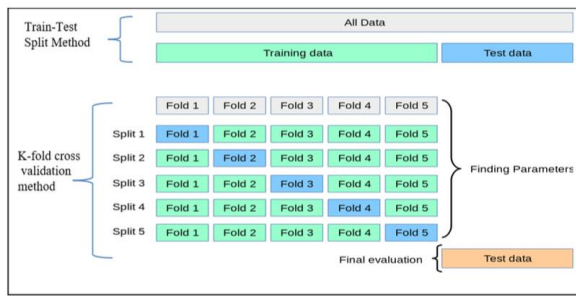 Train-Test
Split Method
All Data
Training data
Test data
Fold 1 Fold 2 Fold 3 Fold 4 Fold 5
Split 1 Fold 1 Fold 2 Fold 3 Fold 4 Fold 5
Split 2 Fold 1 Fold 2 Fold 3 Fold 4 Fold 5
K-fold cross
validation
method
Split 3 Fold 1 Fold 2 Fold 3 Fold 4 Fold 5
Split 4 Fold 1 Fold 2 Fold 3 Fold 4 Fold 5
Split 5 Fold 1 Fold 2 Fold 3 Fold 4 Fold 5
Finding Parameters
Final evaluation
Test data